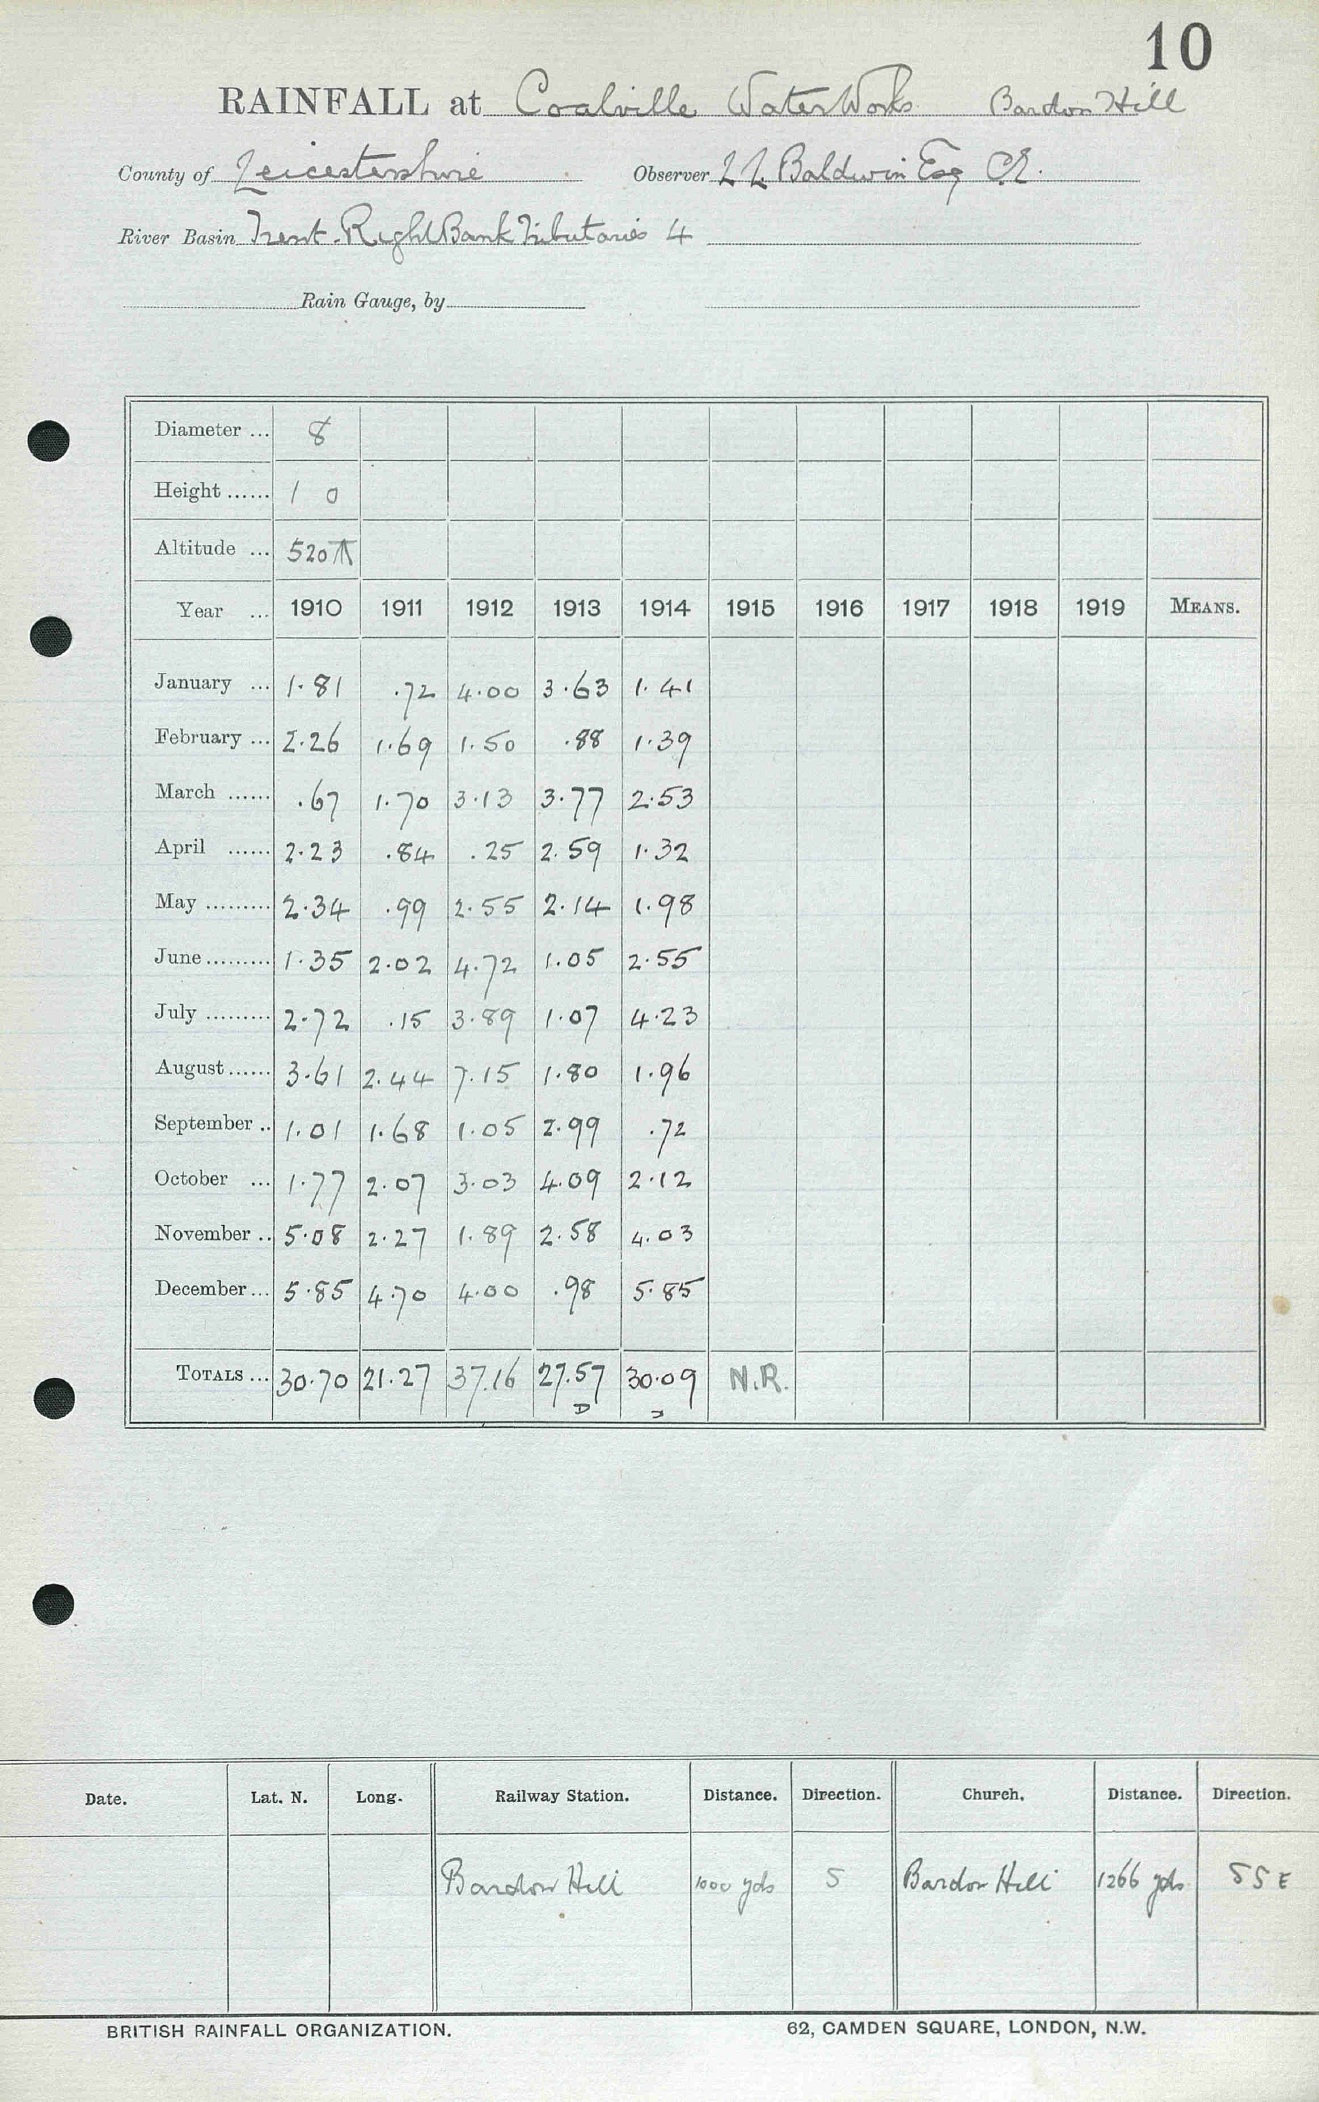 10
RAINFALL at Coalville Water Works Bardon Hill
County of Leicestershire Observer L L Baldwin Esq C.E.
River Basin Trent Right Bank Tributaries 4
Rain Gauge, by
Diameter ... 8
Height ...... 1 0
Altitude ... 520 ft
Year ... 1910 1911 1912 1913 1914 1915 1916 1917 1918 1919 MEANS.
January ... 1.81 .72 4.00 3.63 1.41
February ... 2.26 1.69 1.50 .88 1.39
March ...... .67 1.70 3.13 3.77 2.53
April ...... 2.23 .84 .25 2.59 1.32
May ......... 2.34 .99 2.55 2.14 1.98
June ......... 1.35 2.02 4.72 1.05 2.55
July ......... 2.72 .15 3.89 1.07 4.23
August ...... 3.61 2.44 7.15 1.80 1.96
September .. 1.01 1.68 1.05 2.99 .72
October ... 1.77 2.07 3.03 4.09 2.12
November .. 5.08 2.27 1.89 2.58 4.03
December ... 5.85 4.70 4.00 .98 5.85
TOTALS ... 30.70 21.27 37.16 27.57 30.09 N.R.
Date. Lat. N. Long. Railway Station. Distance. Direction. Church. Distance. Direction.
Bardon Hill 1000 yds S Bardon Hill 1266 yds SSE
BRITISH RAINFALL ORGANIZATION. 62, CAMDEN SQUARE, LONDON, N.W.